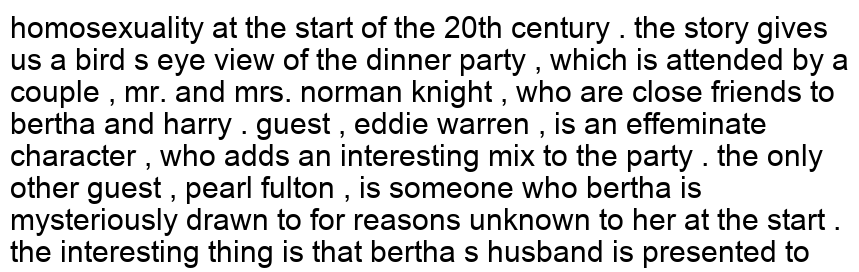 homosexuality at the start of the 20th century . the story gives
us a bird s eye view of the dinner party , which is attended by a
couple , mr. and mrs. norman knight , who are close friends to
bertha and harry . guest , eddie warren , is an effeminate
character , who adds an interesting mix to the party . the only
other guest , pearl fulton , is someone who bertha is
mysteriously drawn to for reasons unknown to her at the start .
the interesting thing is that bertha s husband is presented to